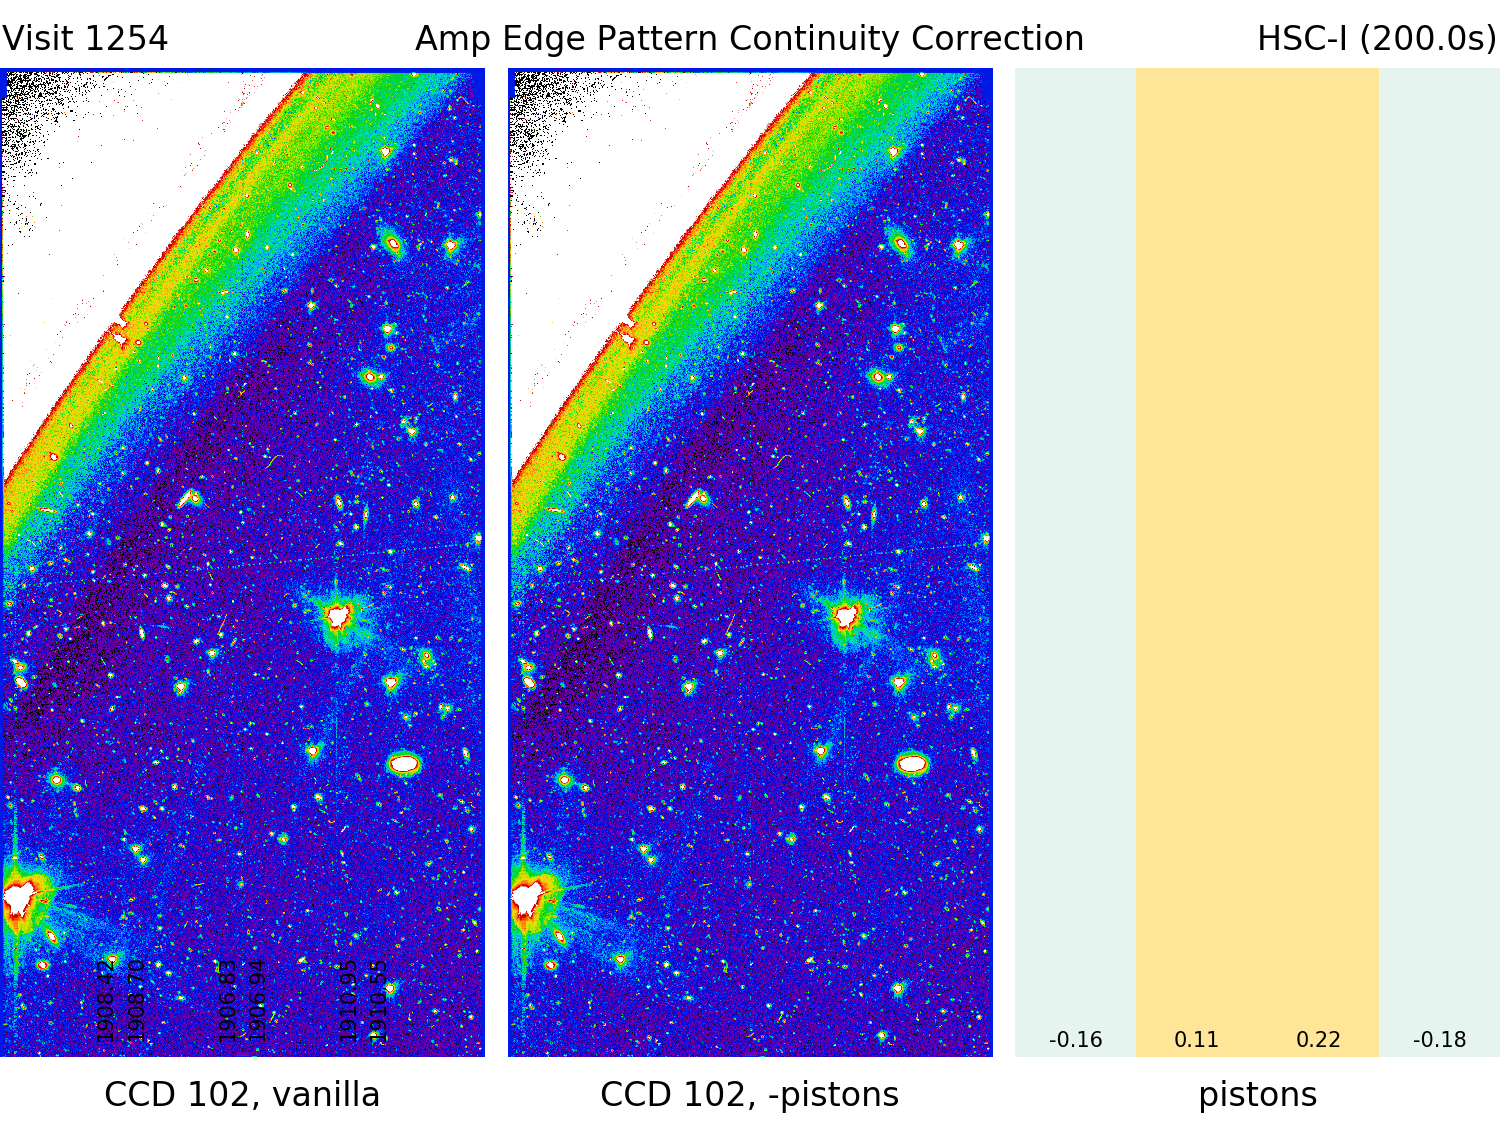 Visit 1254
Amp Edge Pattern Continuity Correction
HSC-I (200.0s)
1908.42
1908.70
1906.83
1906.94
1910.95
1910.55
-0.16
0.11
0.22
-0.18
CCD 102, vanilla
CCD 102, -pistons
pistons